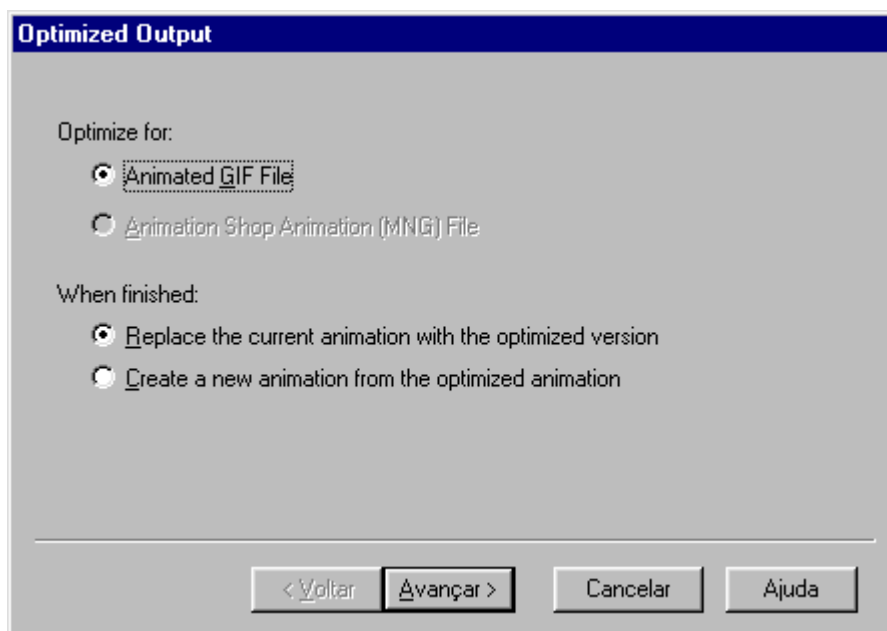 Optimized Output
Optimize for:
Animated GIF File
Animation Shop Animation (MNG) File
When finished:
Replace the current animation with the optimized version
Create a new animation from the optimized animation
< Voltar Avançar > Cancelar Ajuda